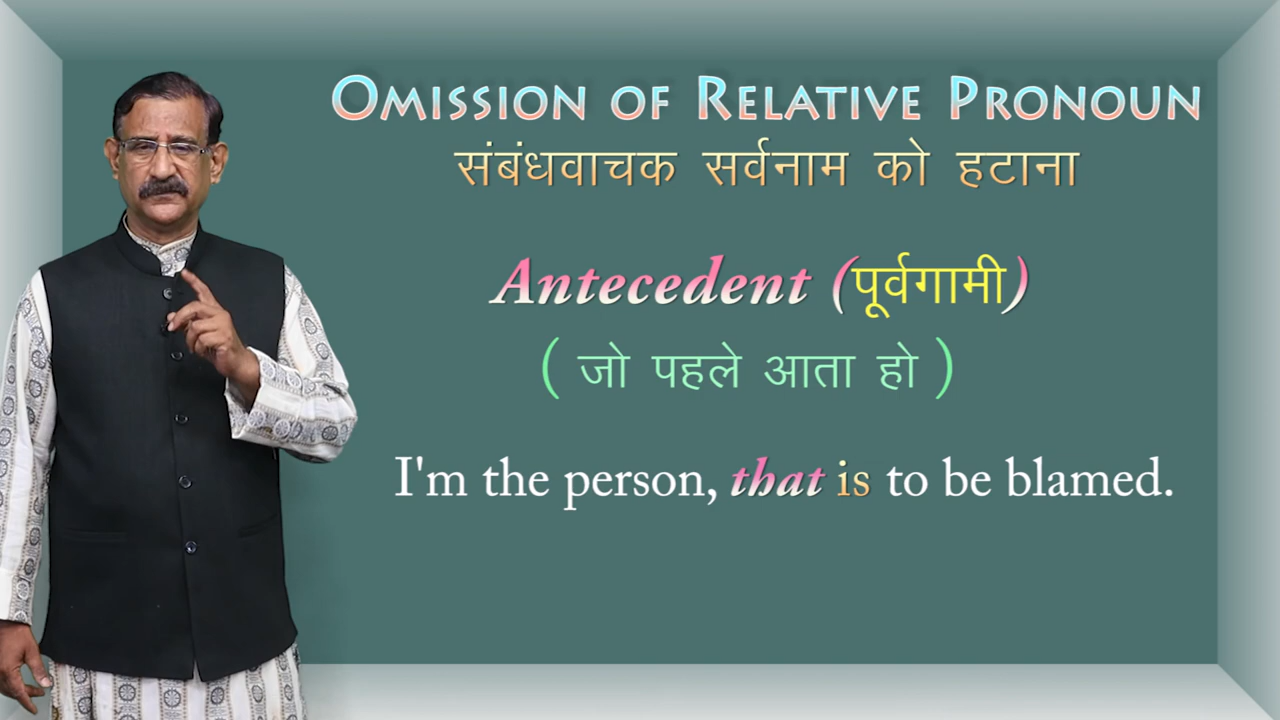 OMISSION OF RELATIVE PRONOUN
संबंधवाचक सर्वनाम को हटाना
Antecedent (पूर्वगामी)
( जो पहले आता हो )
I'm the person, that is to be blamed.